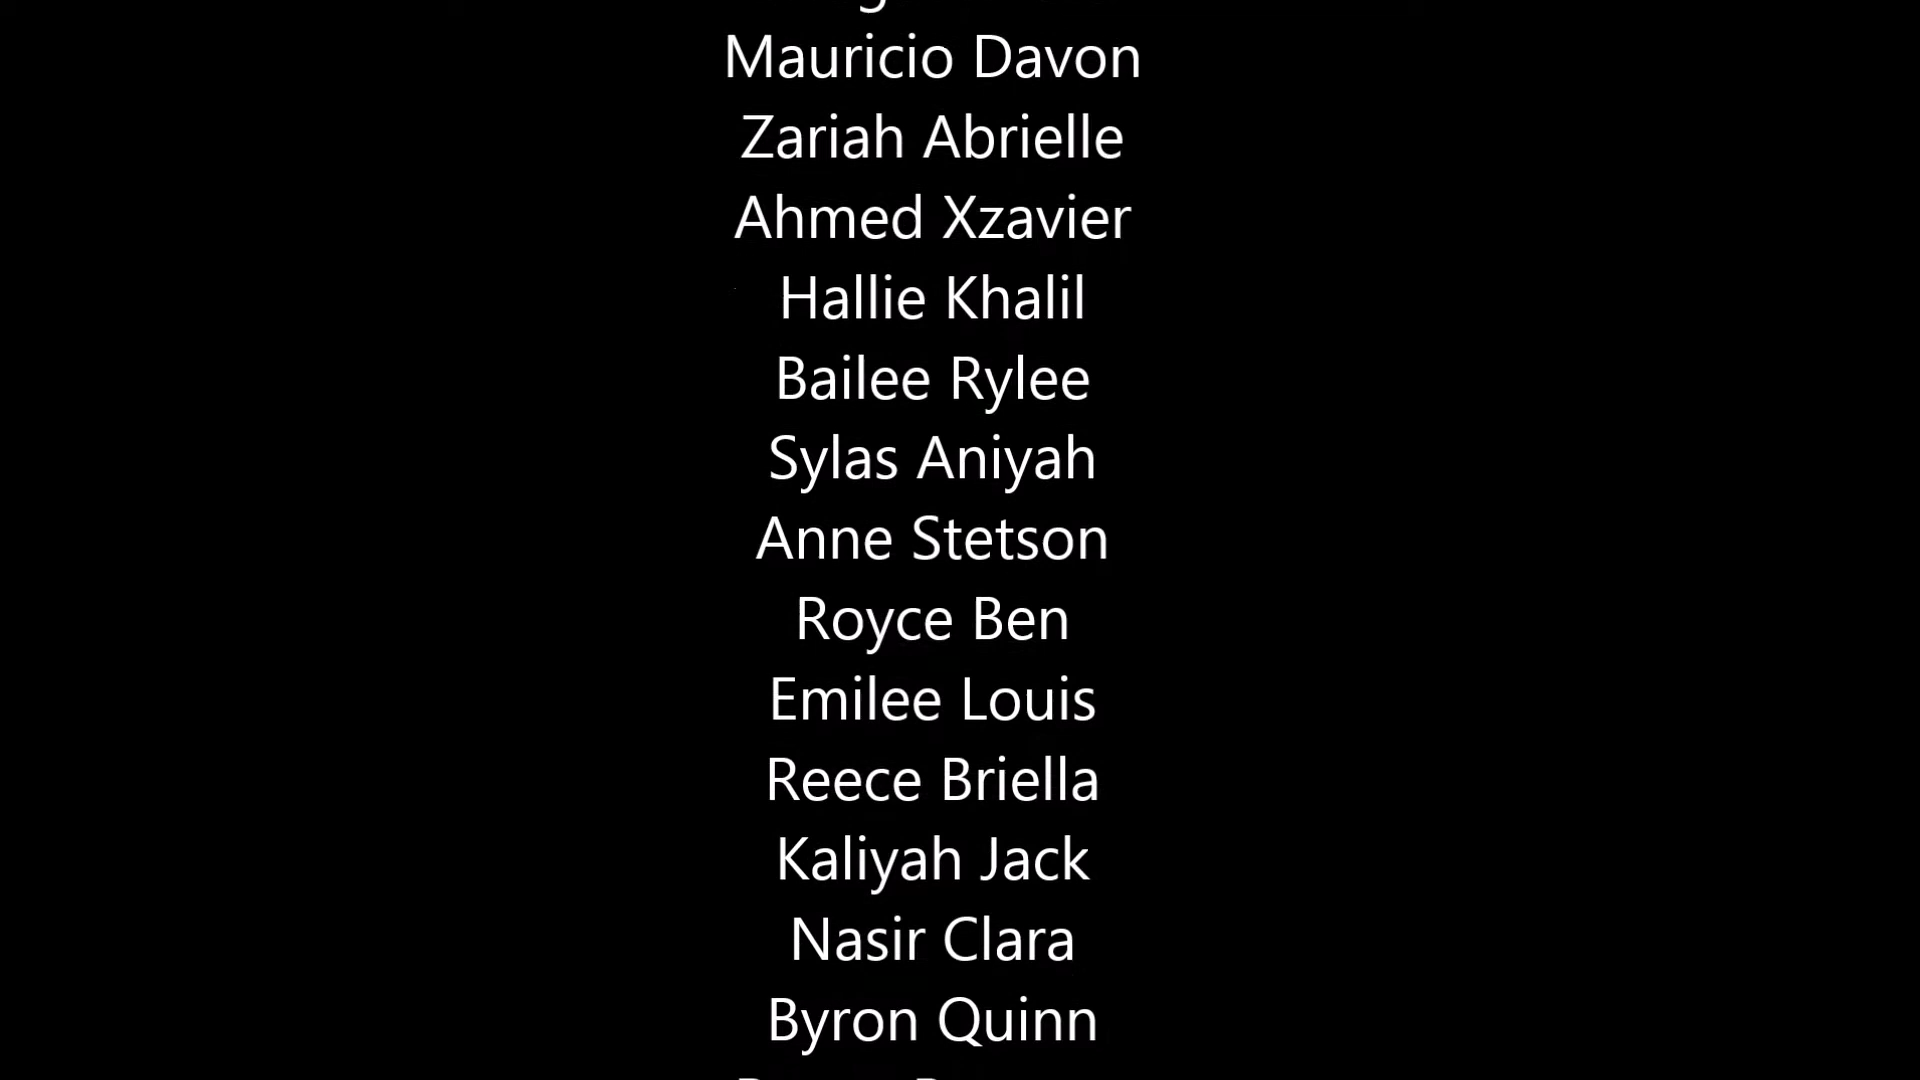 Mauricio Davon
Zariah Abrielle
Ahmed Xzavier
Hallie Khalil
Bailee Rylee
Sylas Aniyah
Anne Stetson
Royce Ben
Emilee Louis
Reece Briella
Kaliyah Jack
Nasir Clara
Byron Quinn